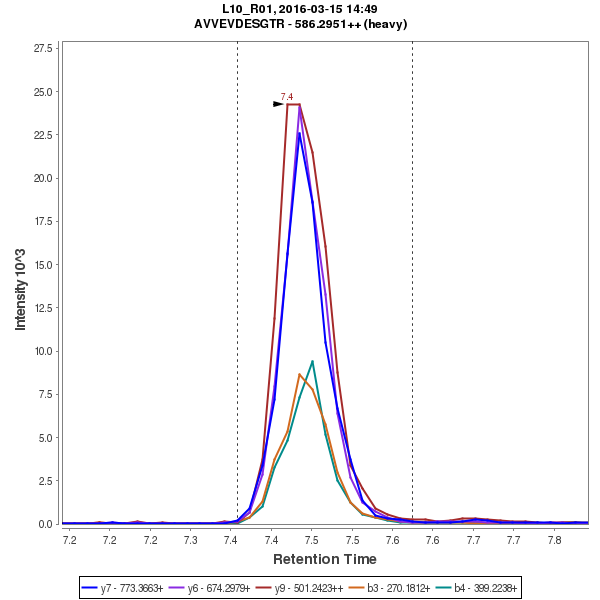 L10_R01, 2016-03-15 14:49
AVVEVDESGTR - 586.2951++ (heavy)
27.5
25.0
22.5
20.0
17.5
15.0
12.5
10.0
7.5
5.0
2.5
0.0
Intensity 10^3
7.4
7.2 7.2 7.2 7.3 7.4 7.4 7.5 7.5 7.6 7.6 7.7 7.7 7.8
Retention Time
y7 - 773.3663+ y6 - 674.2979+ y9 - 501.2423++ b3 - 270.1812+ b4 - 399.2238+